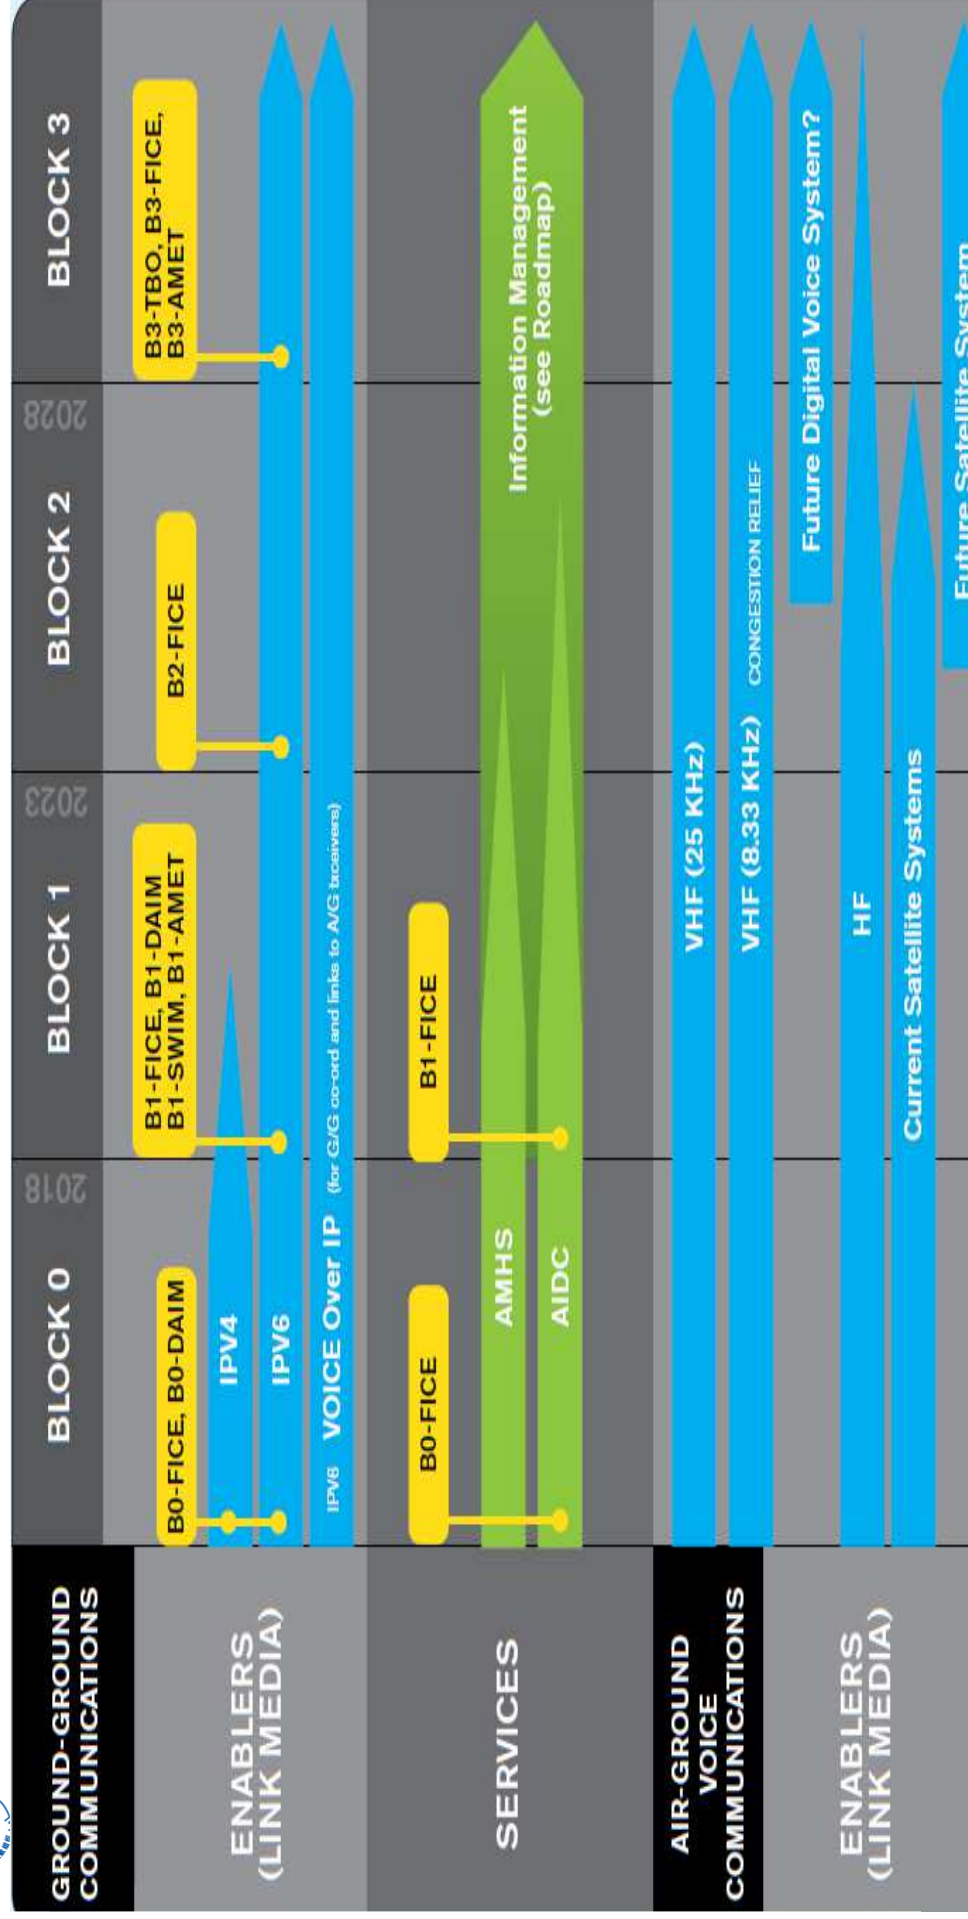 GROUND-GROUND
COMMUNICATIONS
BLOCK 0
2018
BLOCK 1
2023
BLOCK 2
2028
BLOCK 3
ENABLERS
(LINK MEDIA)
B0-FICE, B0-DAIM
B1-FICE, B1-DAIM
B1-SWIM, B1-AMET
B2-FICE
B3-TBO, B3-FICE,
B3-AMET
IPV4
IPV6
IPV6 VOICE Over IP (for G/G co-ord and links to A/G txceivers)
SERVICES
B0-FICE
B1-FICE
AMHS
AIDC
Information Management
(see Roadmap)
AIR-GROUND
VOICE
COMMUNICATIONS
ENABLERS
(LINK MEDIA)
VHF (25 KHz)
VHF (8.33 KHz) CONGESTION RELIEF
Future Digital Voice System?
HF
Current Satellite Systems
Future Satellite System